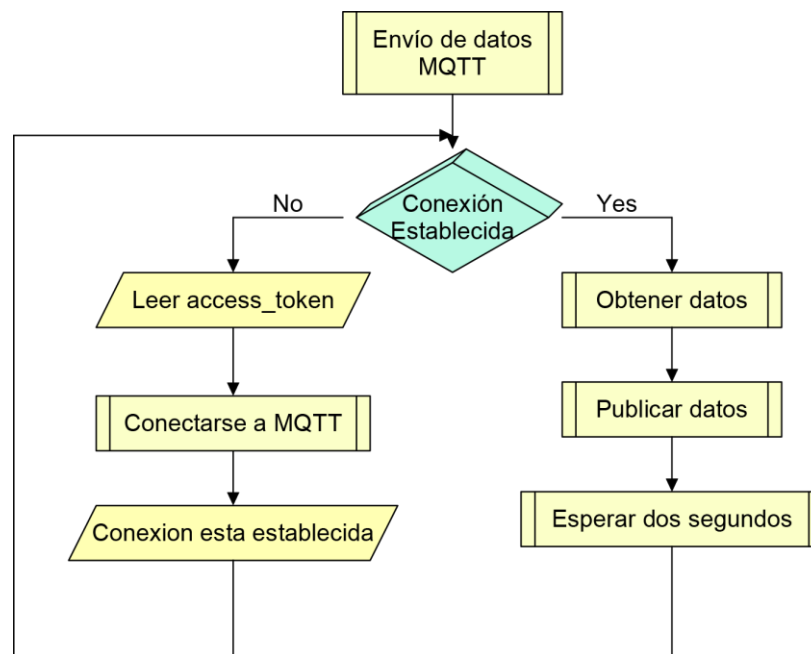 Envío de datos
MQTT
Conexión
Establecida
No
Yes
Leer access_token
Obtener datos
Conectarse a MQTT
Publicar datos
Conexion esta establecida
Esperar dos segundos